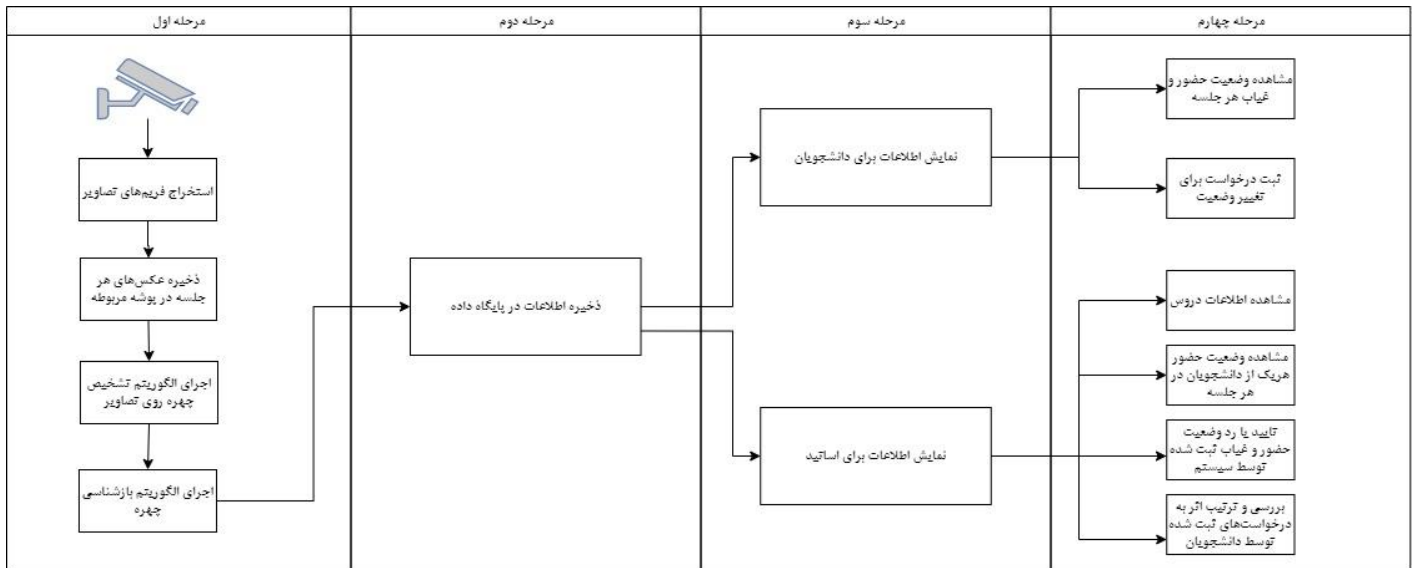 مرحله اول
مرحله دوم
مرحله سوم
مرحله چهارم
استخراج فریم‌های تصاویر
ذخیره عکس‌های هر
جلسه در پوشه مربوطه
اجرای الگوریتم تشخیص
چهره روی تصاویر
اجرای الگوریتم بازشناسی
چهره
ذخیره اطلاعات در پایگاه داده
نمایش اطلاعات برای دانشجویان
نمایش اطلاعات برای اساتید
مشاهده وضعیت حضور و
غیاب هر جلسه
ثبت درخواست برای
تغییر وضعیت
مشاهده اطلاعات دروس
مشاهده وضعیت حضور
هریک از دانشجویان در
هر جلسه
تایید یا رد وضعیت
حضور و غیاب ثبت شده
توسط سیستم
بررسی و ترتیب اثر به
درخواست‌های ثبت شده
توسط دانشجویان